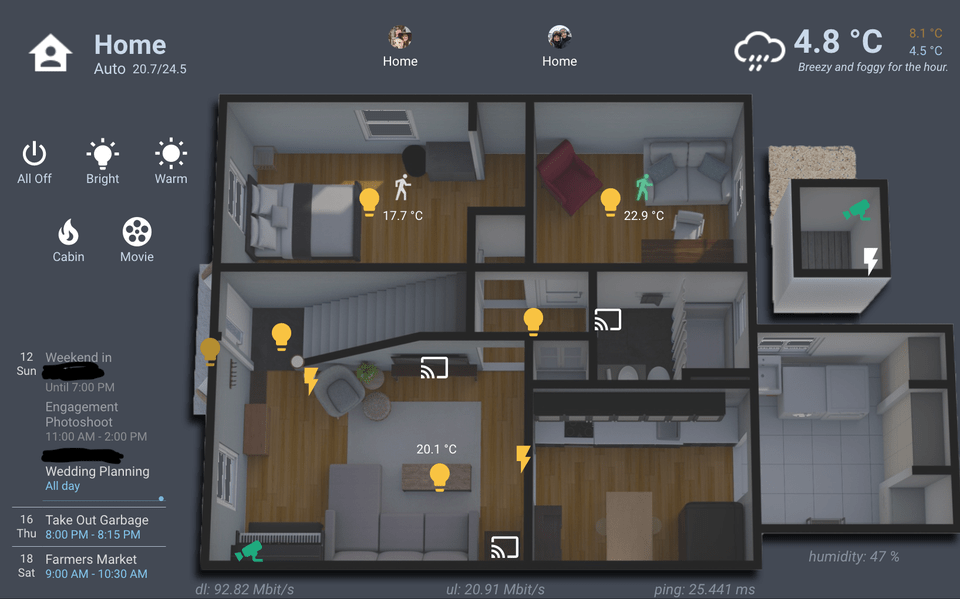 Home
Auto 20.7/24.5
Home
Home
4.8 °C
8.1 °C
4.5 °C
Breezy and foggy for the hour.
All Off
Bright
Warm
Cabin
Movie
17.7 °C
22.9 °C
20.1 °C
12
Sun
Weekend in
Until 7:00 PM
Engagement
Photoshoot
11:00 AM - 2:00 PM
Wedding Planning
All day
16
Thu
Take Out Garbage
8:00 PM - 8:15 PM
18
Sat
Farmers Market
9:00 AM - 10:30 AM
humidity: 47 %
dl: 92.82 Mbit/s
ul: 20.91 Mbit/s
ping: 25.441 ms